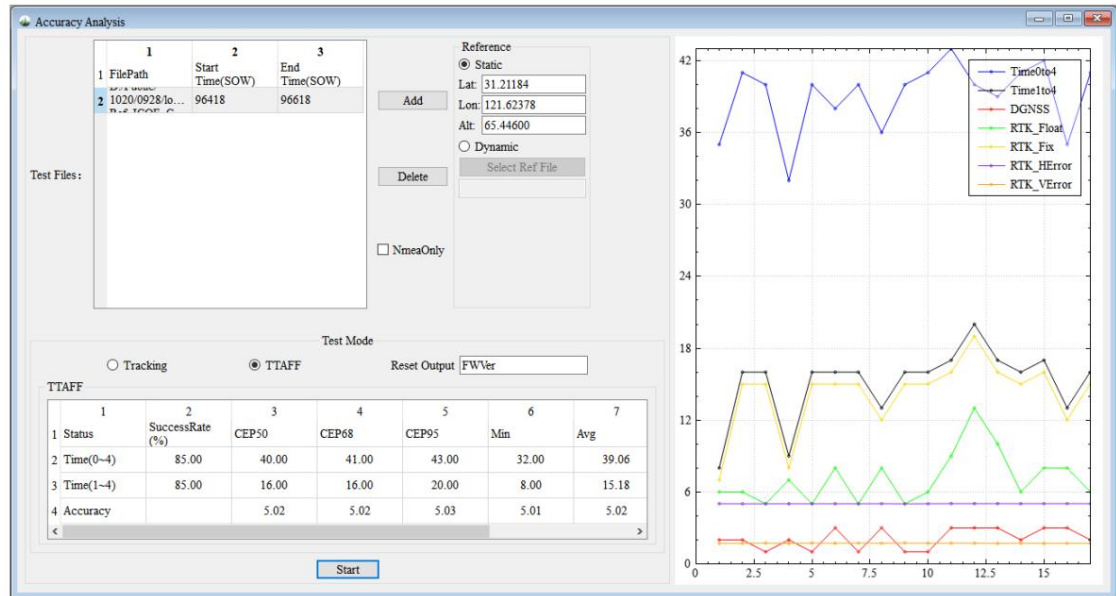 Accuracy Analysis
Test Files:
1 2 3
1 FilePath Start Time(SOW) End Time(SOW)
2 1020/0928/lo... 96418 96618
Add
Delete
NmeaOnly
Reference
Static
Lat: 31.21184
Lon: 121.62378
Alt: 65.44600
Dynamic
Select Ref File
Test Mode
Tracking TTAFF Reset Output FWVer
TTAFF
1 2 3 4 5 6 7
1 Status SuccessRate (%) CEP50 CEP68 CEP95 Min Avg
2 Time(0~4) 85.00 40.00 41.00 43.00 32.00 39.06
3 Time(1~4) 85.00 16.00 16.00 20.00 8.00 15.18
4 Accuracy 5.02 5.02 5.03 5.01 5.02
Start
42
36
30
24
18
12
6
0
0 2.5 5 7.5 10 12.5 15
Time0to4
Time1to4
DGNSS
RTK_Float
RTK_Fix
RTK_HError
RTK_VError